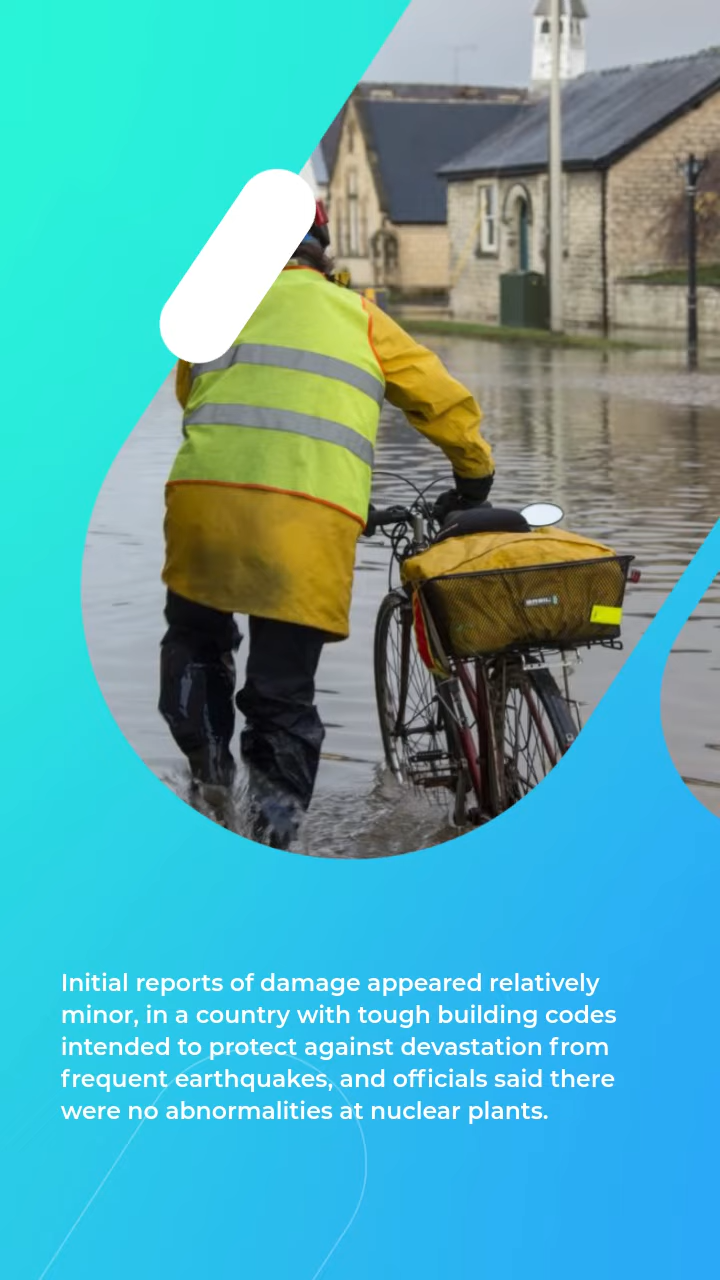 Initial reports of damage appeared relatively
minor, in a country with tough building codes
intended to protect against devastation from
frequent earthquakes, and officials said there
were no abnormalities at nuclear plants.